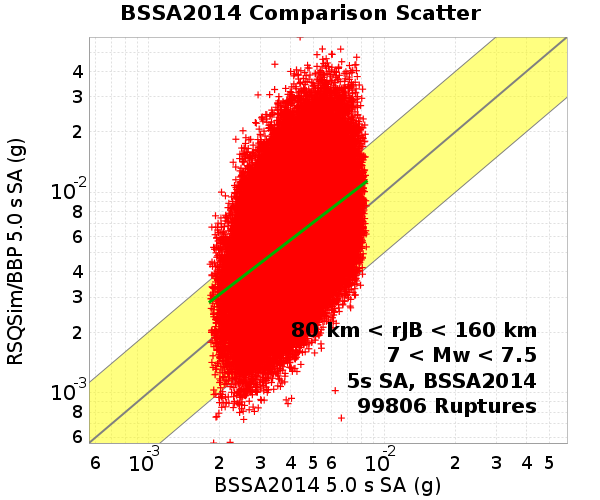 BSSA2014 Comparison Scatter
RSQSim/BBP 5.0 s SA (g)
4
3
2
10-2
8
6
4
3
2
10-3
8
6
80 km < rJB < 160 km
7 < Mw < 7.5
5s SA, BSSA2014
99806 Ruptures
6 8 10-3 2 3 4 5 6 8 10-2 2 3 4 5
BSSA2014 5.0 s SA (g)